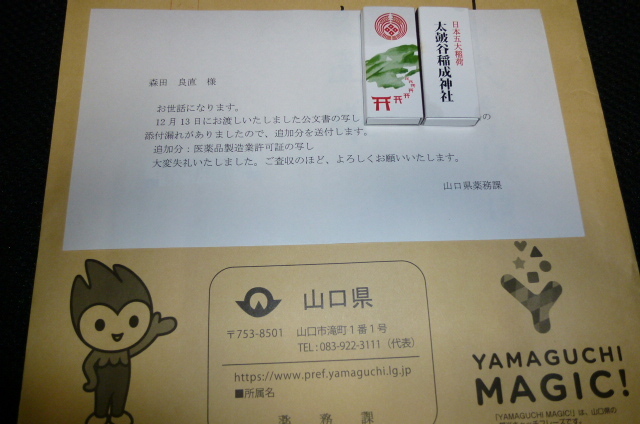 森田 良直 様
お世話になります。
12月13日にお渡しいたしました公文書の写し
の
添付漏れがありましたので、追加分を送付します。
追加分：医薬品製造業許可証の写し
大変失礼いたしました。ご査収のほど、よろしくお願いいたします。
山口県薬務課
日本五大稲荷
太皷谷稲成神社
山口県
〒753-8501 山口市滝町1番1号
TEL：083-922-3111（代表）
https://www.pref.yamaguchi.lg.jp
■所属名
薬務課
YAMAGUCHI
MAGIC!
「YAMAGUCHI MAGIC!」は、山口県の